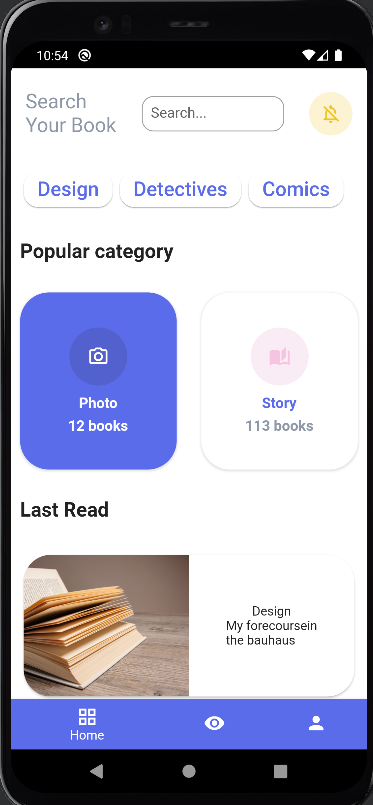 10:54
Search
Your Book
Search...
Design
Detectives
Comics
Popular category
Photo
12 books
Story
113 books
Last Read
Design
My forecoursein
the bauhaus
Home